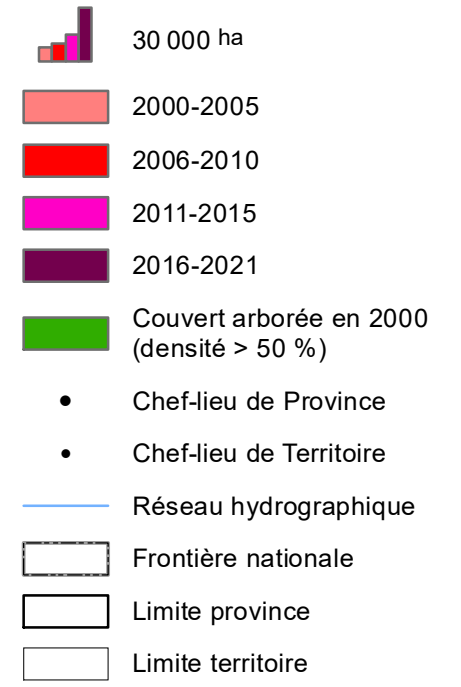 30 000 ha
2000-2005
2006-2010
2011-2015
2016-2021
Couvert arborée en 2000
(densité > 50 %)
Chef-lieu de Province
Chef-lieu de Territoire
Réseau hydrographique
Frontière nationale
Limite province
Limite territoire